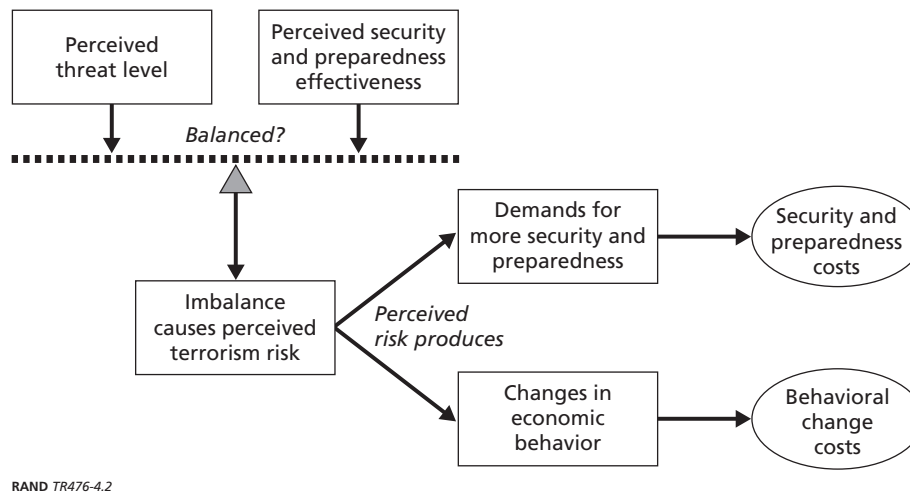 Perceived
threat level
Perceived security
and preparedness
effectiveness
Balanced?
Demands for
more security and
preparedness
Security and
preparedness
costs
Imbalance
causes perceived
terrorism risk
Perceived
risk produces
Changes in
economic
behavior
Behavioral
change
costs
RAND TR476-4.2